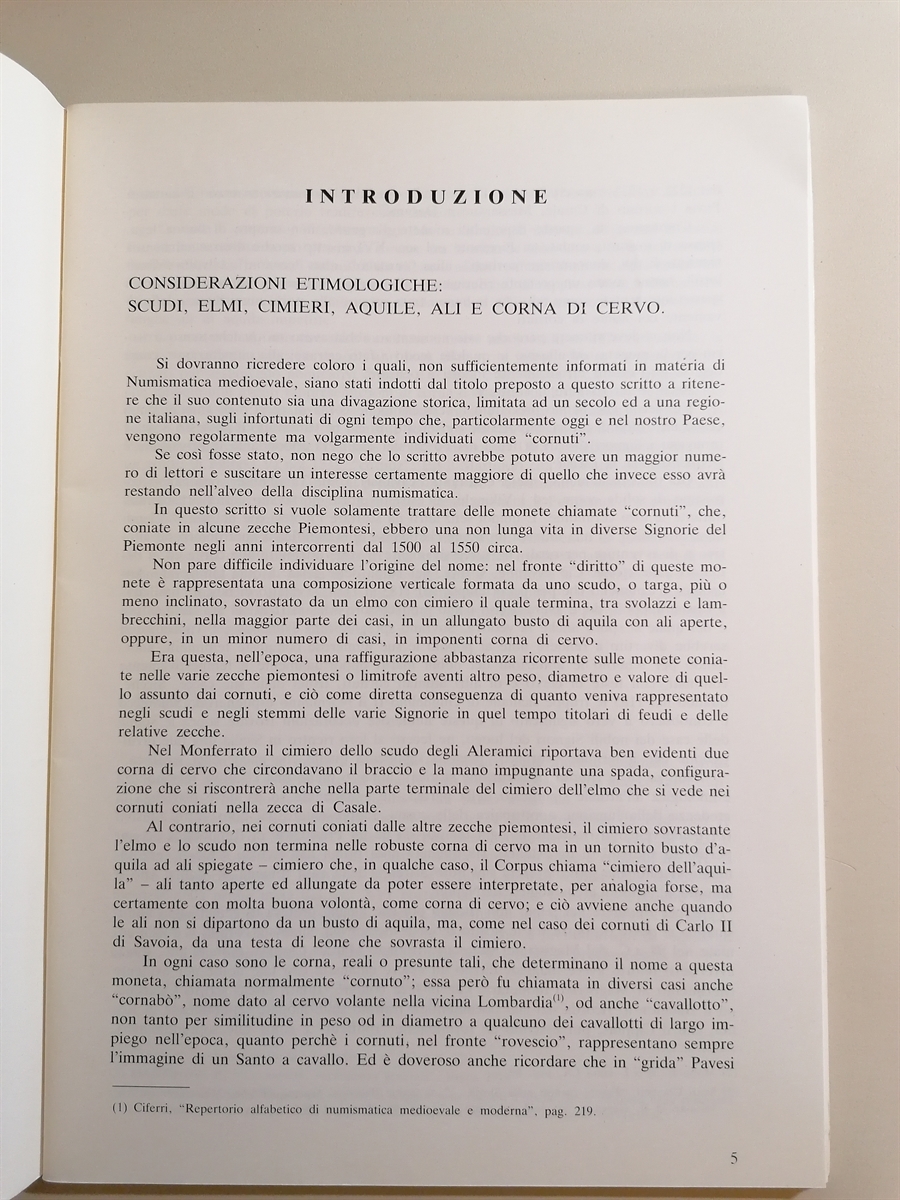 INTRODUZIONE
CONSIDERAZIONI ETIMOLOGICHE:
SCUDI, ELMI, CIMIERI, AQUILE, ALI E CORNA DI CERVO.
Si dovranno ricredere coloro i quali, non sufficientemente informati in materia di
Numismatica medioevale, siano stati indotti dal titolo preposto a questo scritto a ritene-
re che il suo contenuto sia una divagazione storica, limitata ad un secolo ed a una regio-
ne italiana, sugli infortunati di ogni tempo che, particolarmente oggi e nel nostro Paese,
vengono regolarmente ma volgarmente individuati come “cornuti”.
Se così fosse stato, non nego che lo scritto avrebbe potuto avere un maggior nume-
ro di lettori e suscitare un interesse certamente maggiore di quello che invece esso avrà
restando nell'alveo della disciplina numismatica.
In questo scritto si vuole solamente trattare delle monete chiamate “cornuti”, che,
coniate in alcune zecche Piemontesi, ebbero una non lunga vita in diverse Signorie del
Piemonte negli anni intercorrenti dal 1500 al 1550 circa.
Non pare difficile individuare l'origine del nome: nel fronte “diritto” di queste mo-
nete è rappresentata una composizione verticale formata da uno scudo, o targa, più o
meno inclinato, sovrastato da un elmo con cimiero il quale termina, tra svolazzi e lam-
brecchini, nella maggior parte dei casi, in un allungato busto di aquila con ali aperte,
oppure, in un minor numero di casi, in imponenti corna di cervo.
Era questa, nell'epoca, una raffigurazione abbastanza ricorrente sulle monete conia-
te nelle varie zecche piemontesi o limitrofe aventi altro peso, diametro e valore di quel-
lo assunto dai cornuti, e ciò come diretta conseguenza di quanto veniva rappresentato
negli scudi e negli stemmi delle varie Signorie in quel tempo titolari di feudi e delle
relative zecche.
Nel Monferrato il cimiero dello scudo degli Aleramici riportava ben evidenti due
corna di cervo che circondavano il braccio e la mano impugnante una spada, configura-
zione che si riscontrerà anche nella parte terminale del cimiero dell'elmo che si vede nei
cornuti coniati nella zecca di Casale.
Al contrario, nei cornuti coniati dalle altre zecche piemontesi, il cimiero sovrastante
l'elmo e lo scudo non termina nelle robuste corna di cervo ma in un tornito busto d'a-
quila ad ali spiegate – cimiero che, in qualche caso, il Corpus chiama “cimiero dell'aqui-
la” – ali tanto aperte ed allungate da poter essere interpretate, per analogia forse, ma
certamente con molta buona volontà, come corna di cervo; e ciò avviene anche quando
le ali non si dipartono da un busto di aquila, ma, come nel caso dei cornuti di Carlo II
di Savoia, da una testa di leone che sovrasta il cimiero.
In ogni caso sono le corna, reali o presunte tali, che determinano il nome a questa
moneta, chiamata normalmente “cornuto”; essa però fu chiamata in diversi casi anche
“cornabò”, nome dato al cervo volante nella vicina Lombardia(1), od anche “cavallotto”,
non tanto per similitudine in peso od in diametro a qualcuno dei cavallotti di largo im-
piego nell'epoca, quanto perchè i cornuti, nel fronte “rovescio”, rappresentano sempre
l'immagine di un Santo a cavallo. Ed è doveroso anche ricordare che in “grida” Pavesi
(1) Ciferri, “Repertorio alfabetico di numismatica medioevale e moderna”, pag. 219.
5